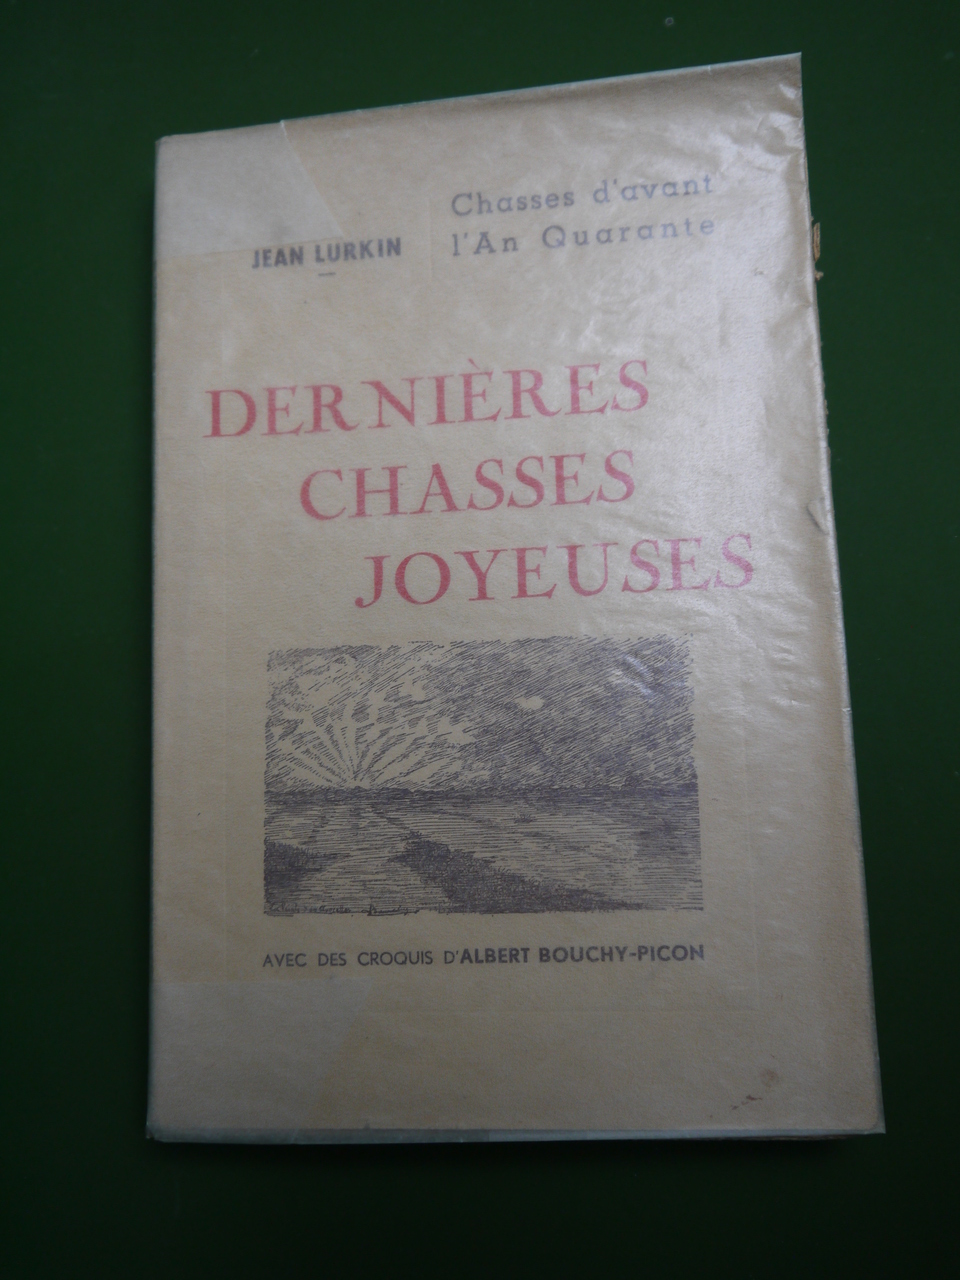 Chasses d'avant
l'An Quarante
JEAN LURKIN
DERNIÈRES
CHASSES
JOYEUSES
AVEC DES CROQUIS D'ALBERT BOUCHY-PICON